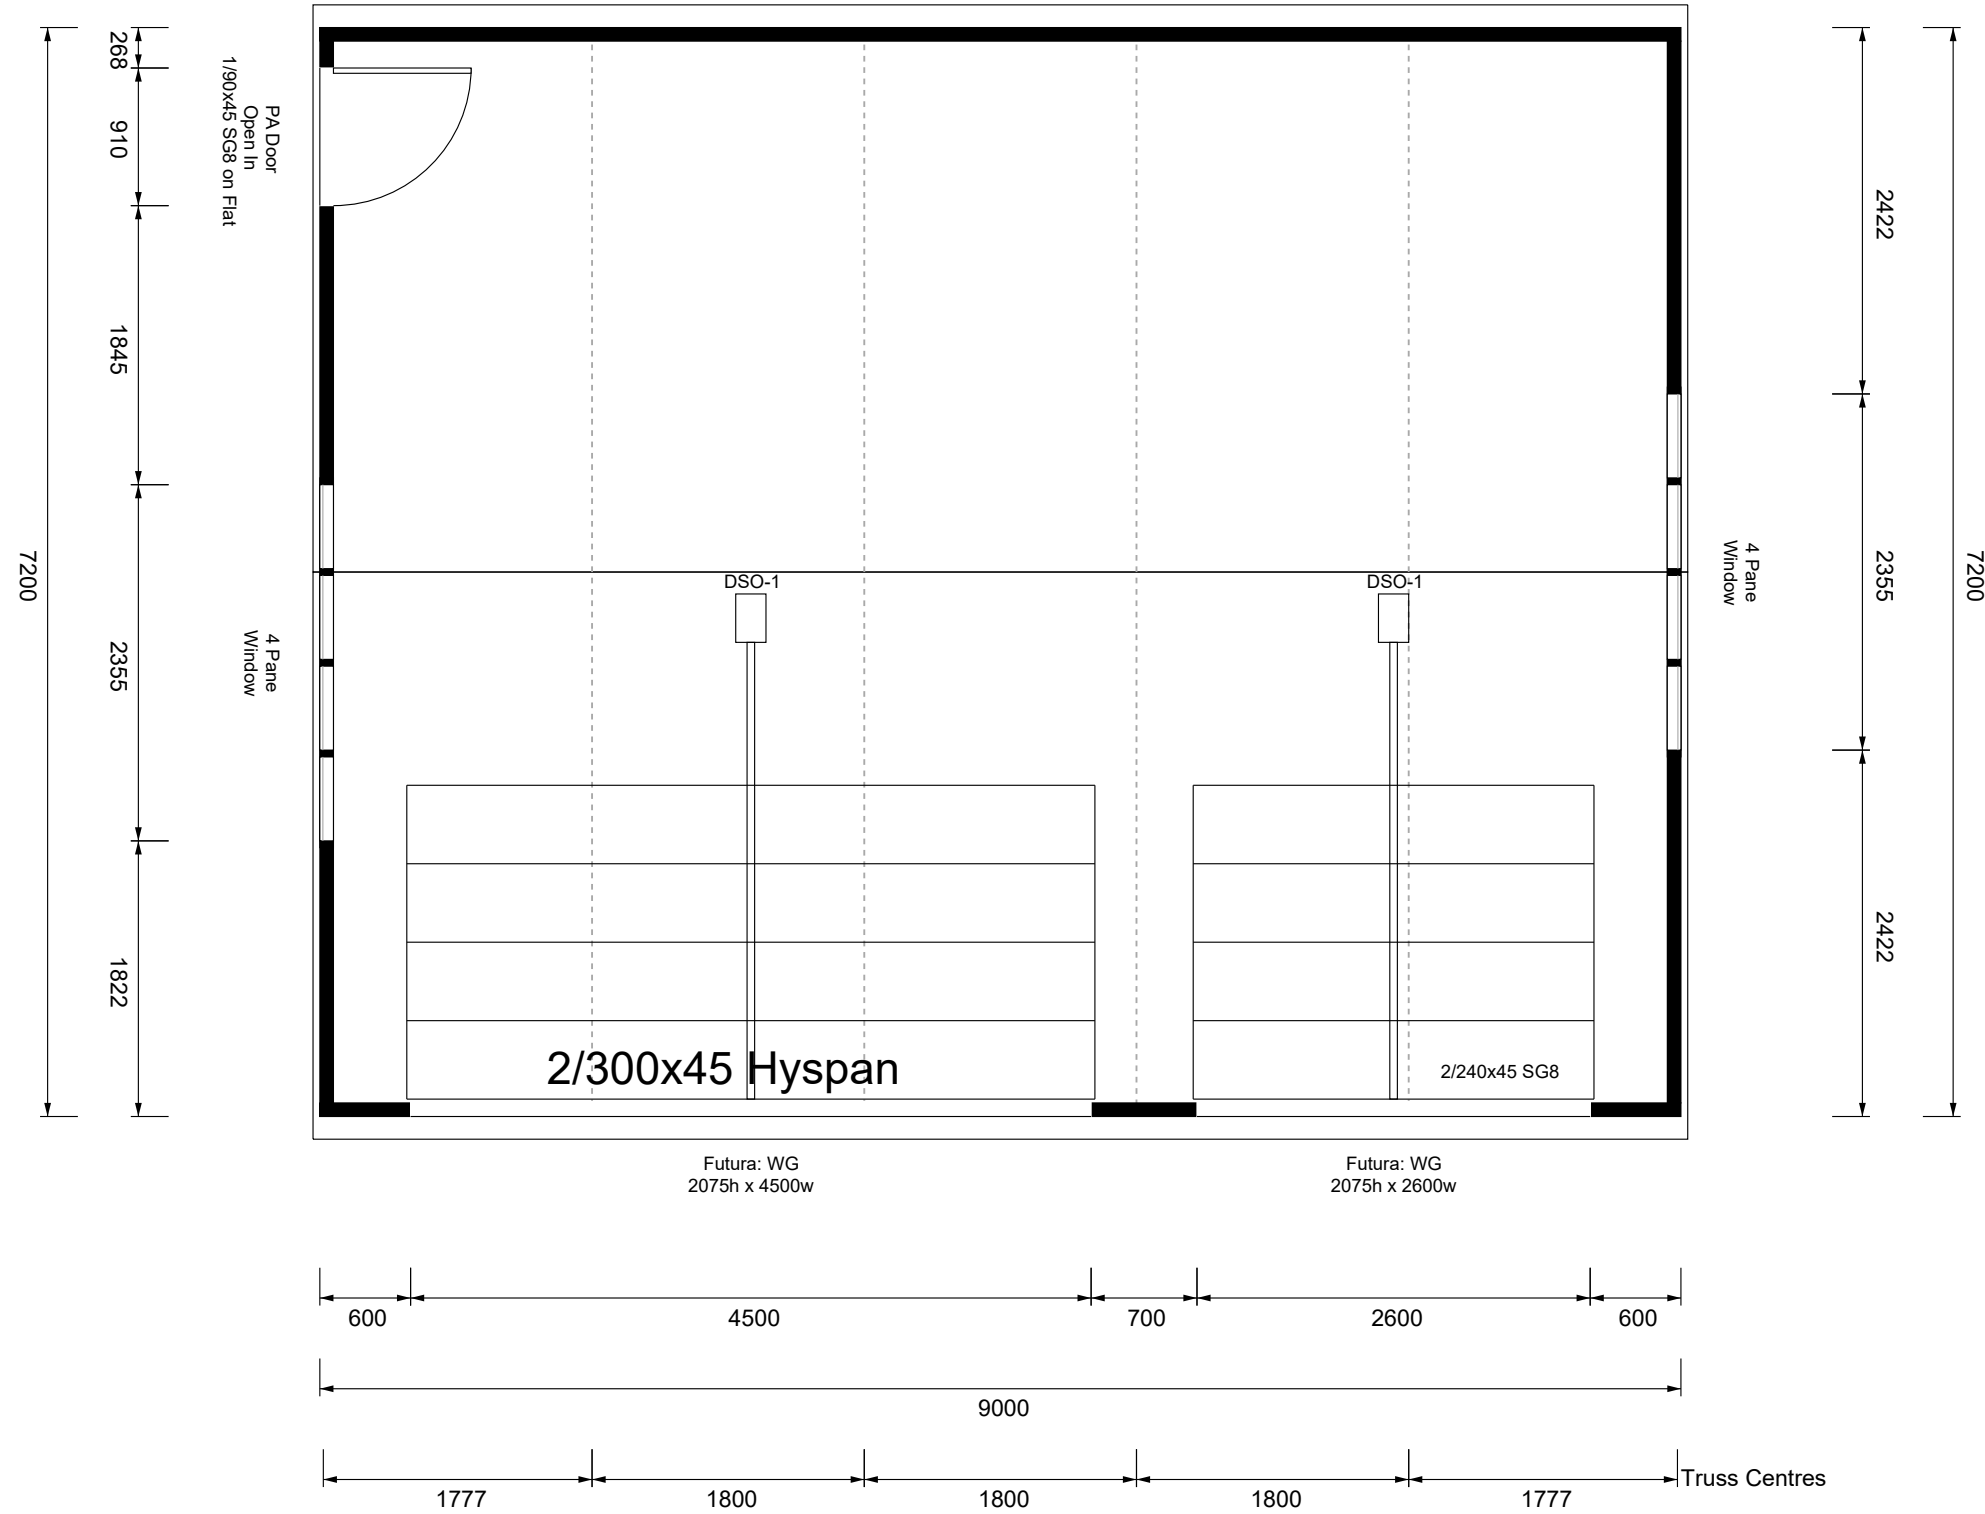 7200
268
910
1845
2355
1822
PA Door
Open In
1/90x45 SG8 on Flat
4 Pane
Window
DSO-1
DSO-1
2/300x45 Hyspan
2/240x45 SG8
4 Pane
Window
2422
2355
2422
7200
Futura: WG
2075h x 4500w
Futura: WG
2075h x 2600w
600
4500
700
2600
600
9000
1777
1800
1800
1800
1777
Truss Centres